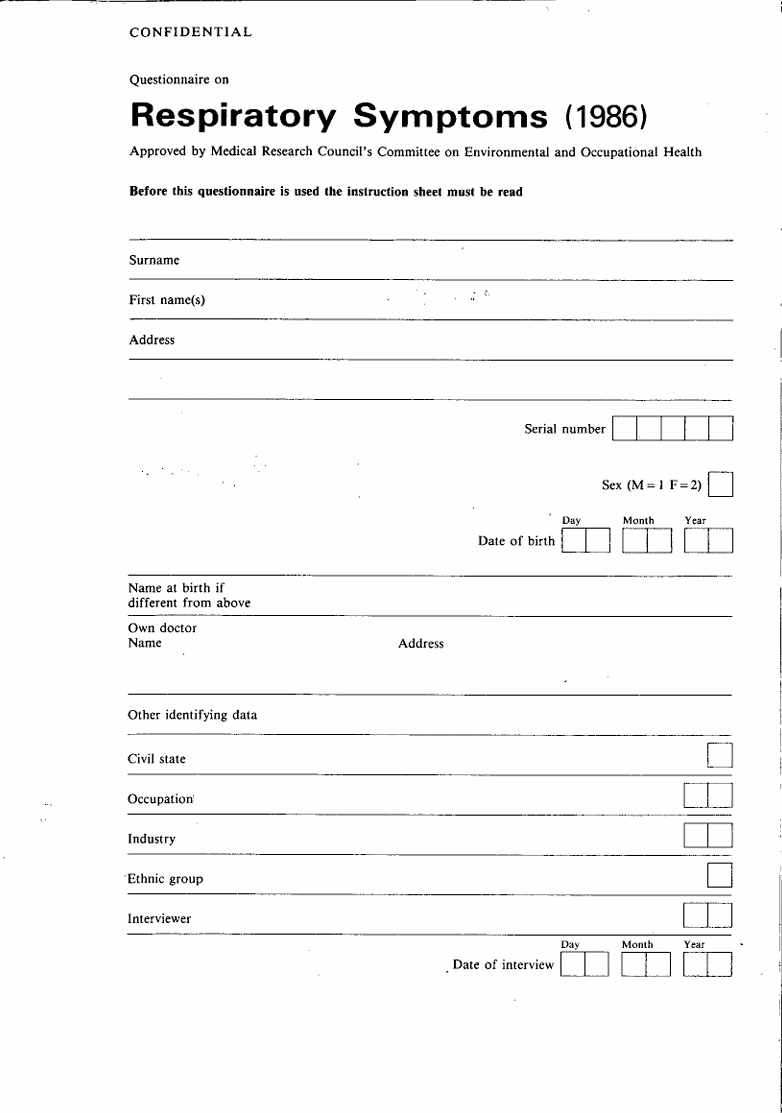 CONFIDENTIAL
Questionnaire on
Respiratory Symptoms (1986)
Approved by Medical Research Council's Committee on Environmental and Occupational Health
Before this questionnaire is used the instruction sheet must be read
Surname
First name(s)
Address
Serial number
Sex (M = 1 F = 2)
Day Month Year
Date of birth
Name at birth if
different from above
Own doctor
Name Address
Other identifying data
Civil state
Occupation
Industry
Ethnic group
Interviewer
Day Month Year
Date of interview